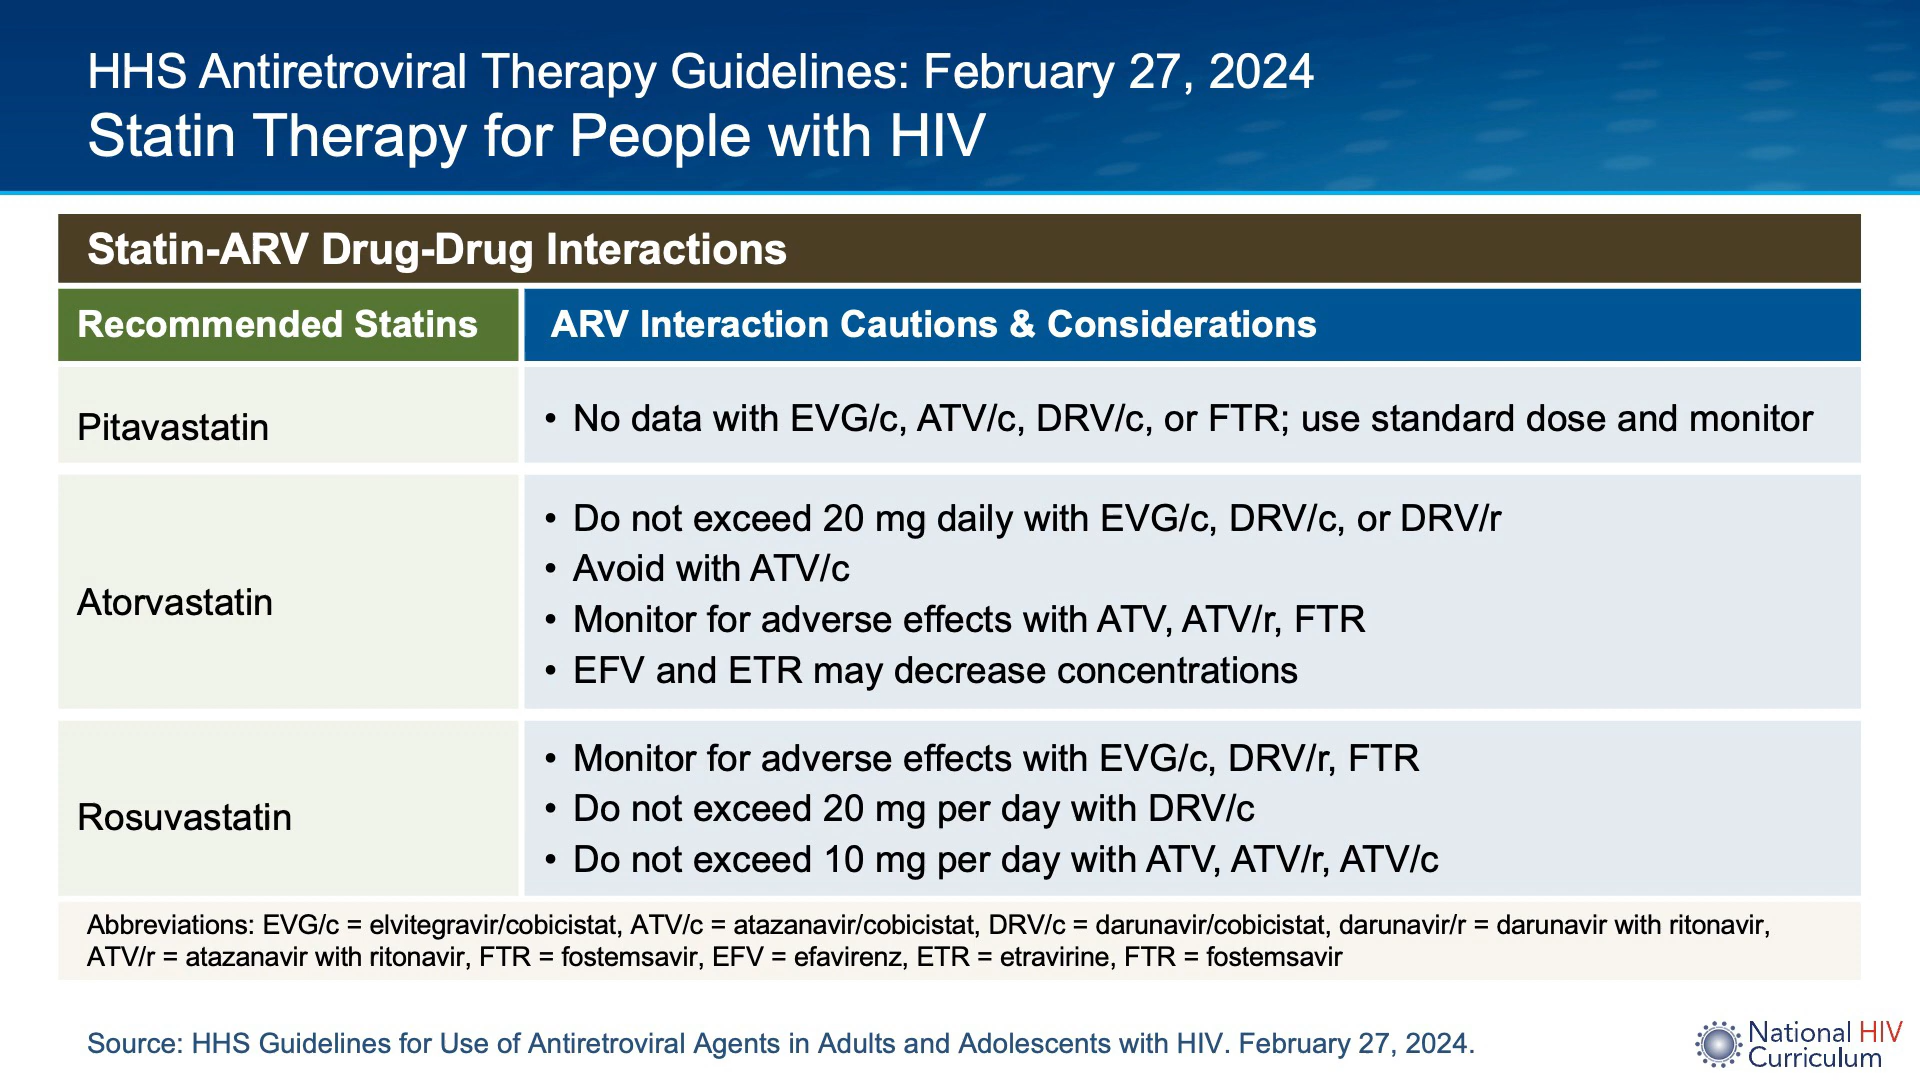 HHS Antiretroviral Therapy Guidelines: February 27, 2024
Statin Therapy for People with HIV
Statin-ARV Drug-Drug Interactions
Recommended Statins
ARV Interaction Cautions & Considerations
Pitavastatin
• No data with EVG/c, ATV/c, DRV/c, or FTR; use standard dose and monitor
Atorvastatin
• Do not exceed 20 mg daily with EVG/c, DRV/c, or DRV/r
• Avoid with ATV/c
• Monitor for adverse effects with ATV, ATV/r, FTR
• EFV and ETR may decrease concentrations
Rosuvastatin
• Monitor for adverse effects with EVG/c, DRV/r, FTR
• Do not exceed 20 mg per day with DRV/c
• Do not exceed 10 mg per day with ATV, ATV/r, ATV/c
Abbreviations: EVG/c = elvitegravir/cobicistat, ATV/c = atazanavir/cobicistat, DRV/c = darunavir/cobicistat, darunavir/r = darunavir with ritonavir,
ATV/r = atazanavir with ritonavir, FTR = fostemsavir, EFV = efavirenz, ETR = etravirine, FTR = fostemsavir
Source: HHS Guidelines for Use of Antiretroviral Agents in Adults and Adolescents with HIV. February 27, 2024.
National HIV
Curriculum